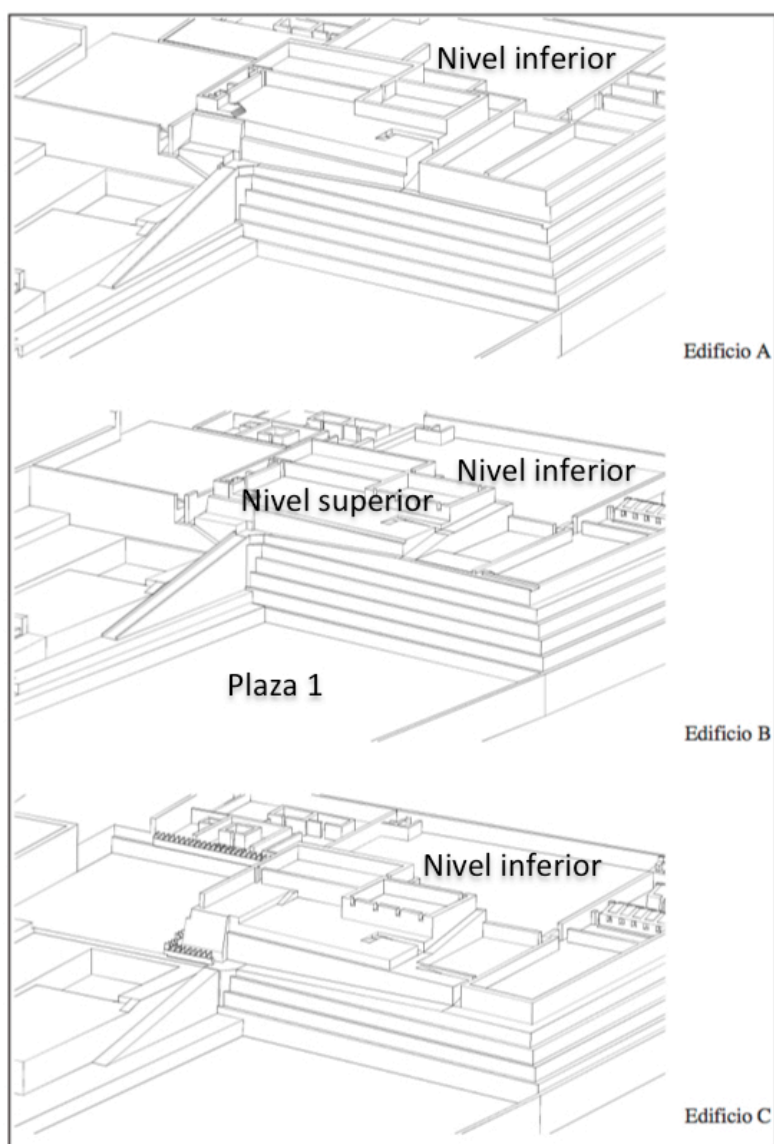 Nivel inferior
Edificio A
Nivel inferior
Nivel superior
Plaza 1
Edificio B
Nivel inferior
Edificio C